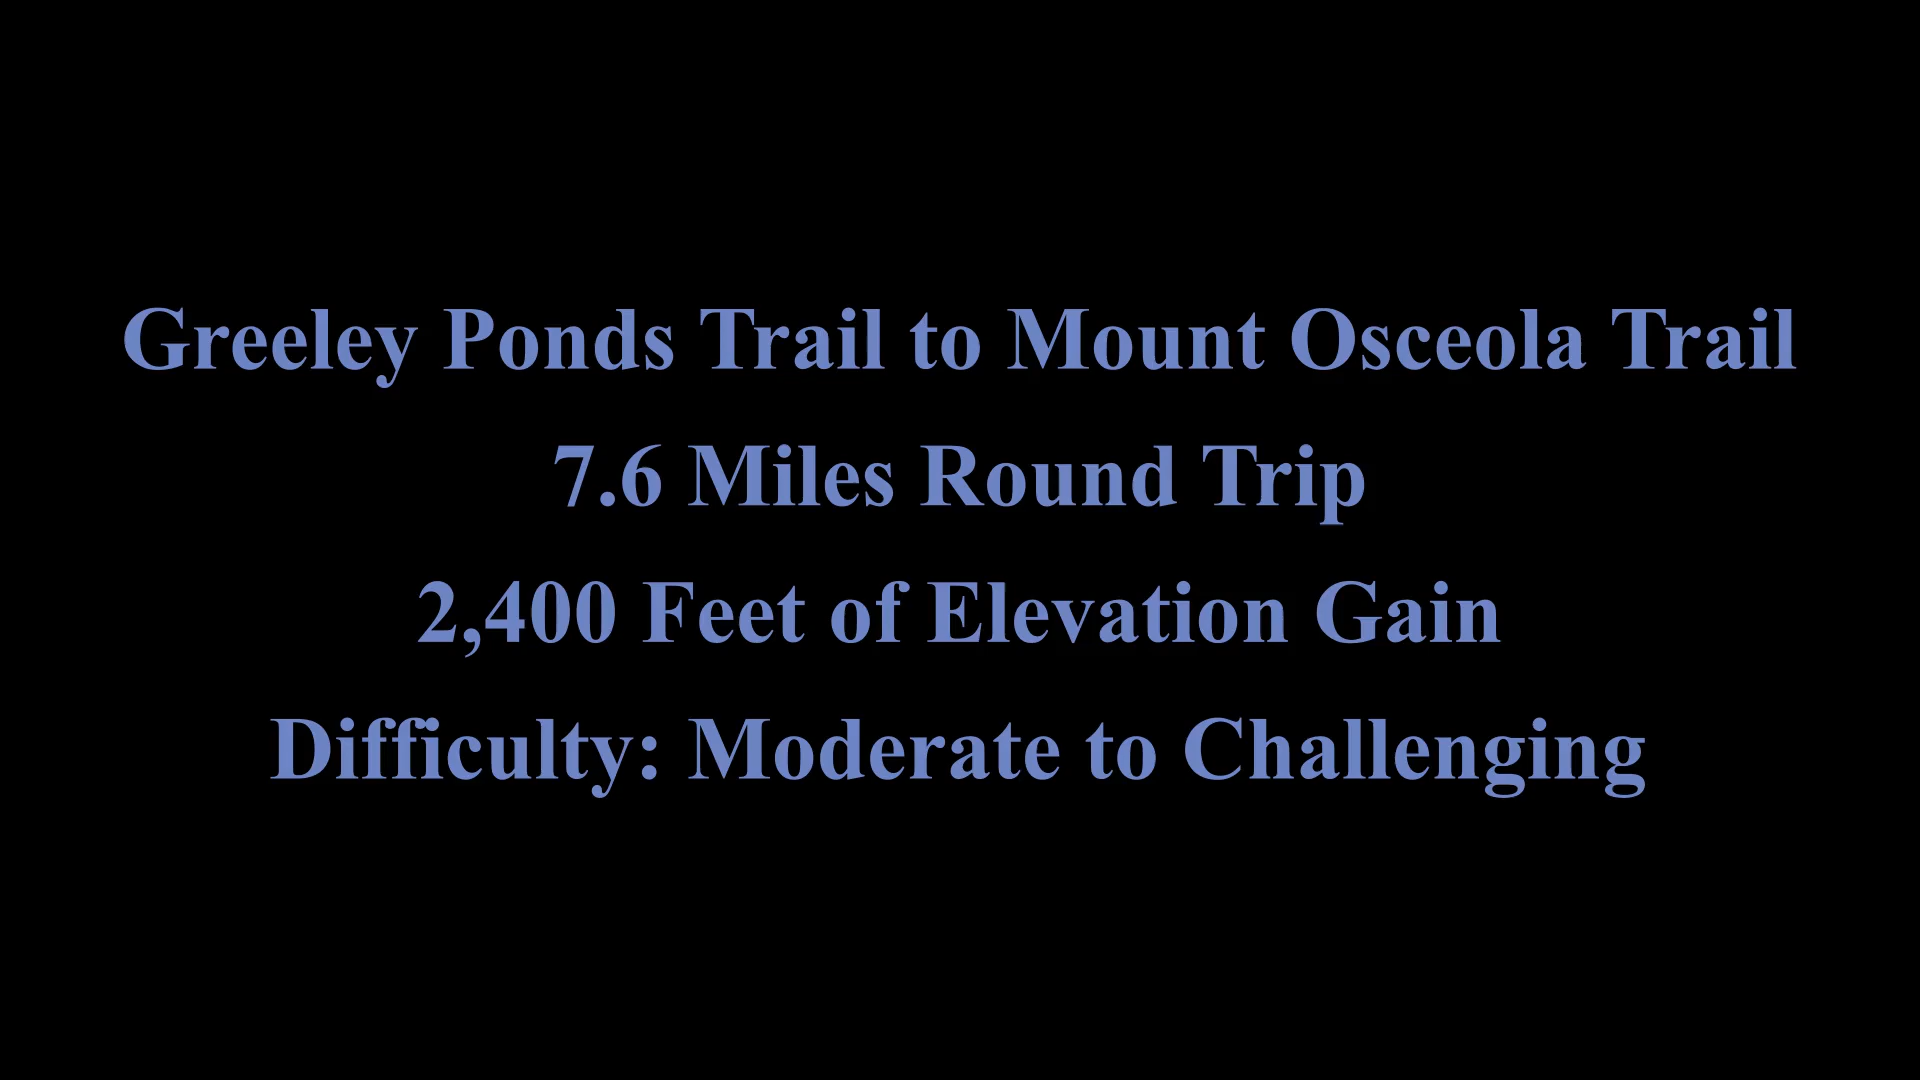 Greeley Ponds Trail to Mount Osceola Trail
7.6 Miles Round Trip
2,400 Feet of Elevation Gain
Difficulty: Moderate to Challenging